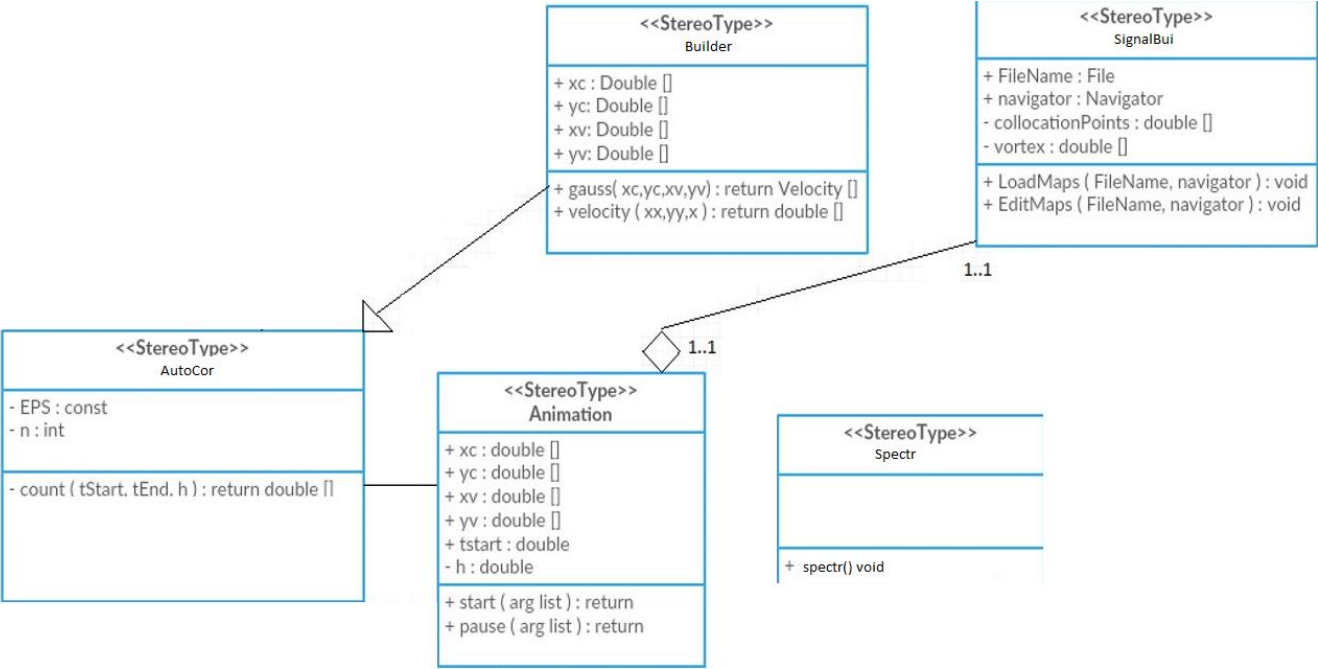 <<StereoType>>
Builder
+ xc : Double []
+ yc: Double []
+ xv: Double []
+ yv: Double []
+ gauss( xc,yc,xv,yv) : return Velocity []
+ velocity ( xx,yy,x ) : return double []
<<StereoType>>
SignalBui
+ FileName : File
+ navigator : Navigator
- collocationPoints : double []
- vortex : double []
+ LoadMaps ( FileName, navigator ) : void
+ EditMaps ( FileName, navigator ) : void
1..1
1..1
<<StereoType>>
AutoCor
- EPS : const
- n : int
- count ( tStart, tEnd, h ) : return double []
<<StereoType>>
Animation
+ xc : double []
+ yc : double []
+ xv : double []
+ yv : double []
+ tstart : double
- h : double
+ start ( arg list ) : return
+ pause ( arg list ) : return
<<StereoType>>
Spectr
+ spectr() void